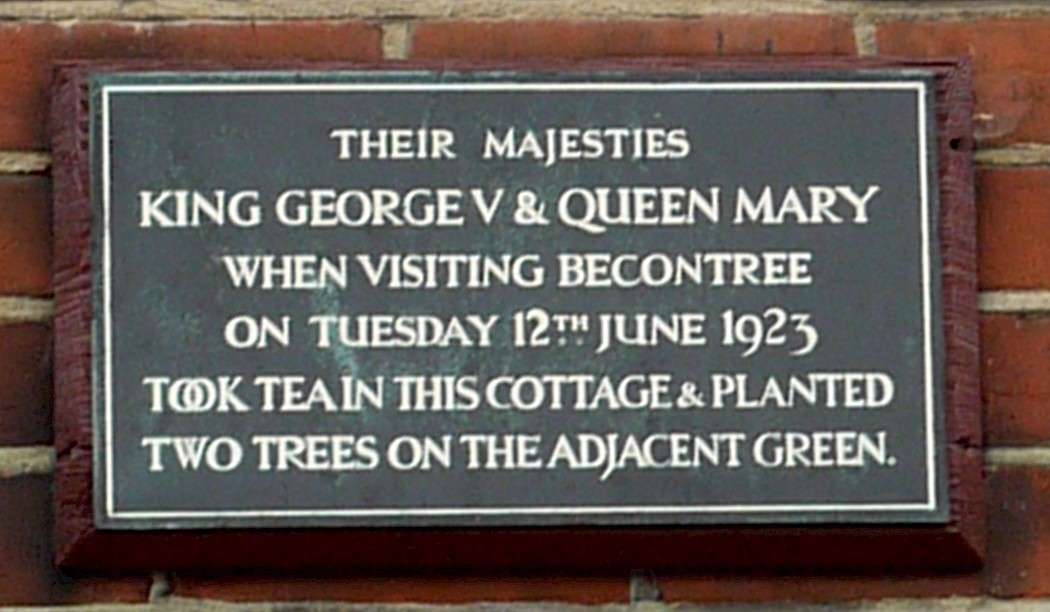 THEIR MAJESTIES
KING GEORGE V & QUEEN MARY
WHEN VISITING BECONTREE
ON TUESDAY 12TH JUNE 1923
TOOK TEA IN THIS COTTAGE & PLANTED
TWO TREES ON THE ADJACENT GREEN.